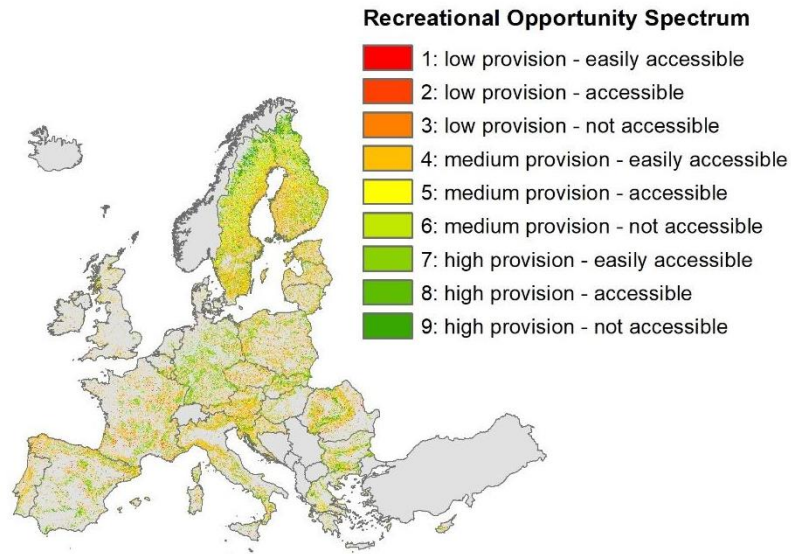 Recreational Opportunity Spectrum
1: low provision - easily accessible
2: low provision - accessible
3: low provision - not accessible
4: medium provision - easily accessible
5: medium provision - accessible
6: medium provision - not accessible
7: high provision - easily accessible
8: high provision - accessible
9: high provision - not accessible